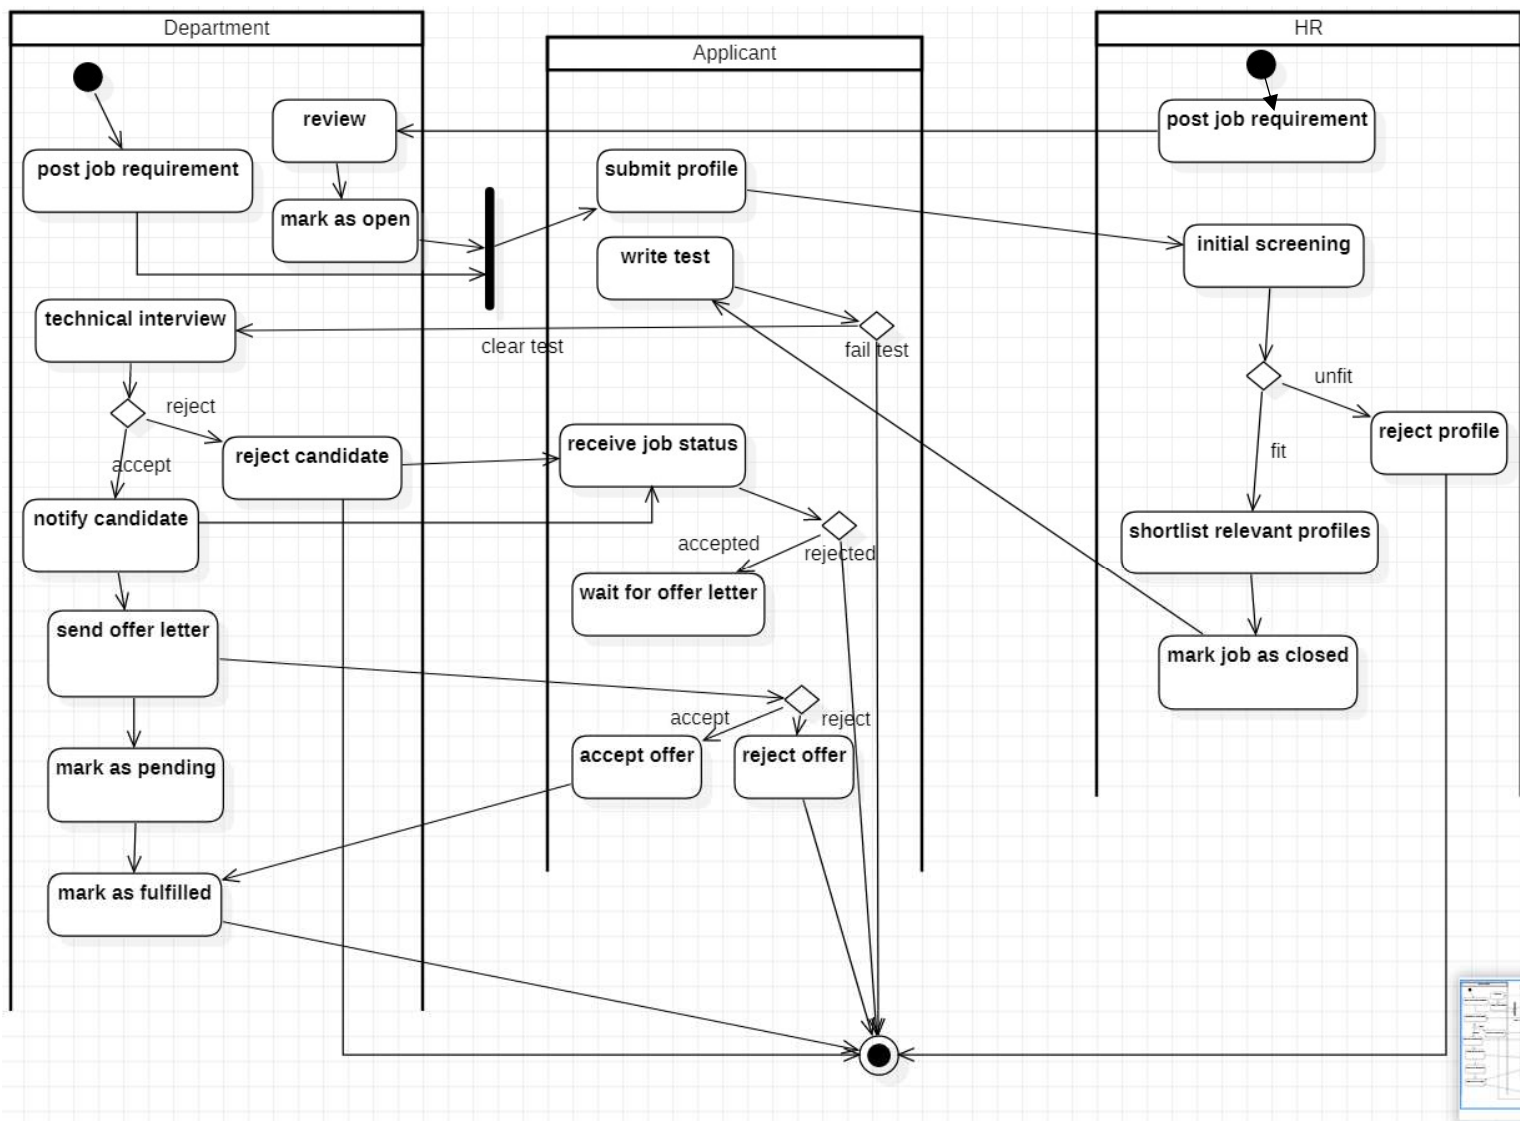 Department
Applicant
HR
review
post job requirement
post job requirement
submit profile
mark as open
write test
initial screening
technical interview
clear test
fail test
unfit
reject
reject profile
receive job status
reject candidate
fit
accept
notify candidate
shortlist relevant profiles
accepted
rejected
wait for offer letter
send offer letter
mark job as closed
accept
reject
accept offer
reject offer
mark as pending
mark as fulfilled